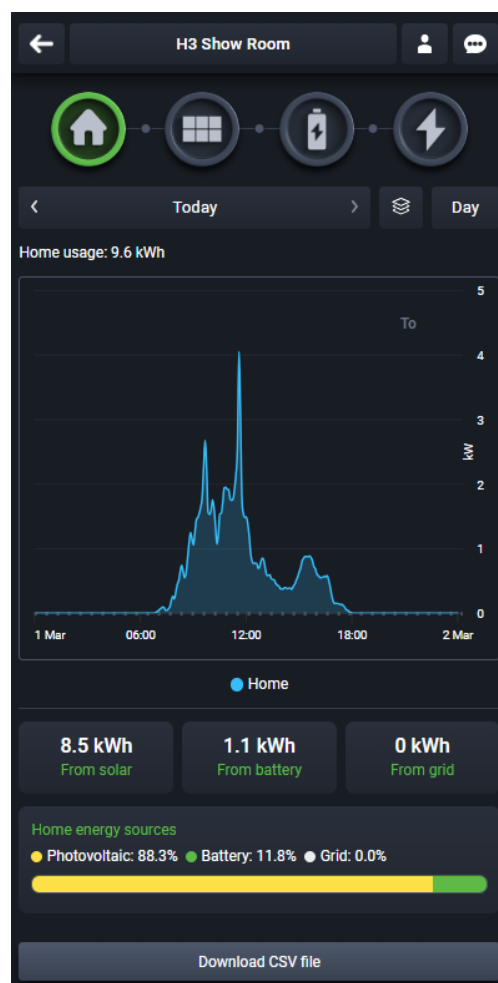 H3 Show Room
Today
Day
Home usage: 9.6 kWh
5
To
4
3
kW
2
1
0
1 Mar 06:00 12:00 18:00 2 Mar
Home
8.5 kWh 1.1 kWh 0 kWh
From solar From battery From grid
Home energy sources
Photovoltaic: 88.3% Battery: 11.8% Grid: 0.0%
Download CSV file